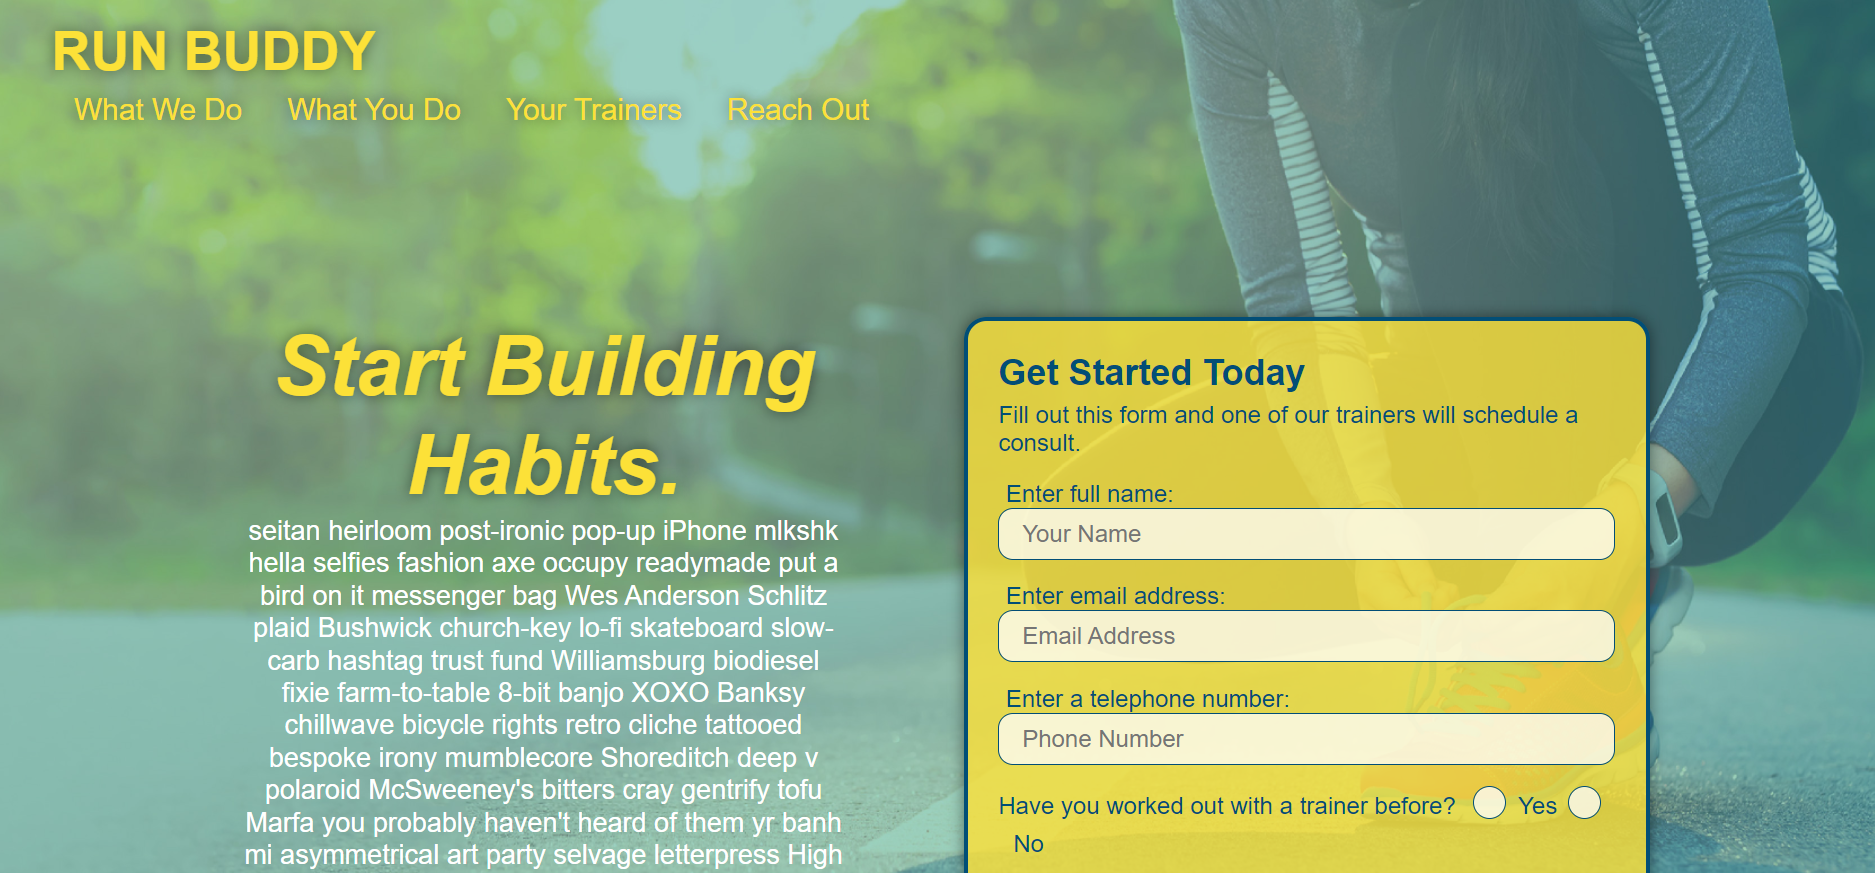 RUN BUDDY
What We Do What You Do Your Trainers Reach Out
Start Building
Habits.
seitan heirloom post-ironic pop-up iPhone mlkshk
hella selfies fashion axe occupy readymade put a
bird on it messenger bag Wes Anderson Schlitz
plaid Bushwick church-key lo-fi skateboard slow-
carb hashtag trust fund Williamsburg biodiesel
fixie farm-to-table 8-bit banjo XOXO Banksy
chillwave bicycle rights retro cliche tattooed
bespoke irony mumblecore Shoreditch deep v
polaroid McSweeney's bitters cray gentrify tofu
Marfa you probably haven't heard of them yr banh
mi asymmetrical art party selvage letterpress High
Get Started Today
Fill out this form and one of our trainers will schedule a
consult.
Enter full name:
Your Name
Enter email address:
Email Address
Enter a telephone number:
Phone Number
Have you worked out with a trainer before? Yes
No